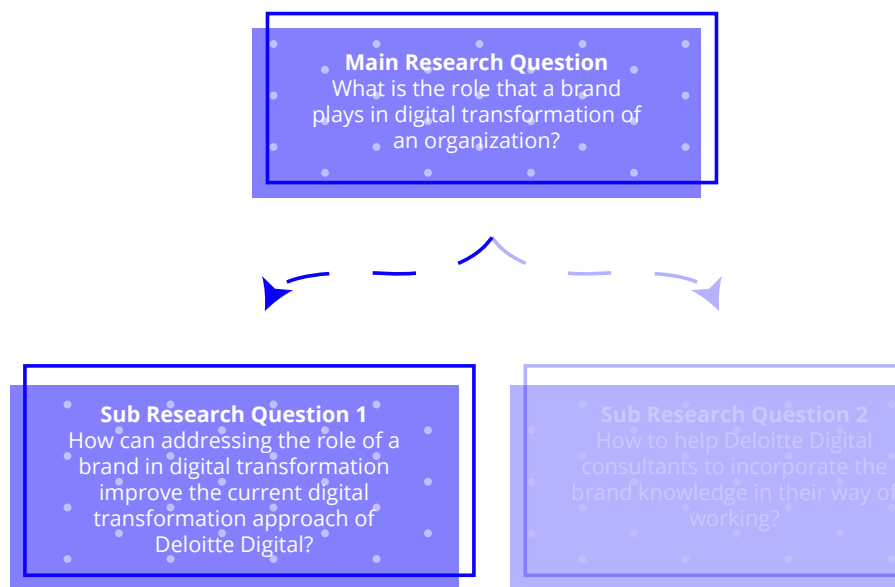 Main Research Question
What is the role that a brand
plays in digital transformation of
an organization?
Sub Research Question 1
How can addressing the role of a
brand in digital transformation
improve the current digital
transformation approach of
Deloitte Digital?
Sub Research Question 2
How to help Deloitte Digital
consultants to incorporate the
brand knowledge in their way of
working?